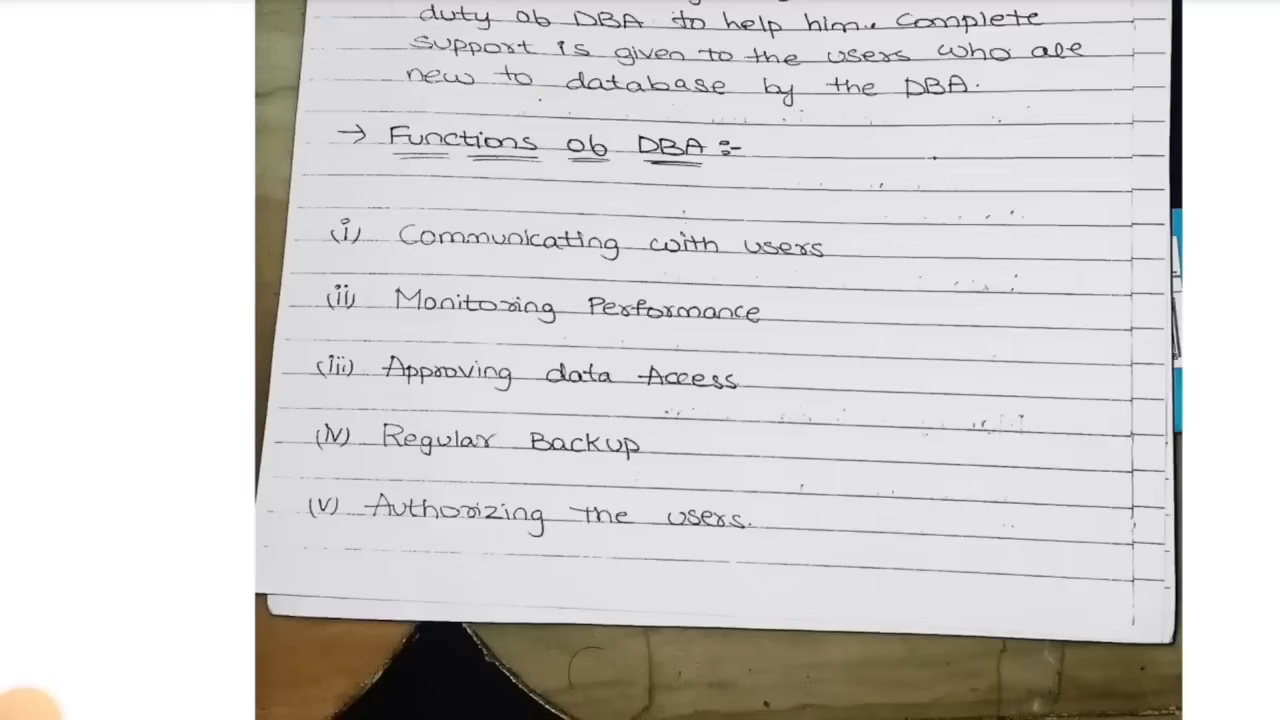 duty of DBA to help him. Complete
support is given to the users who are
new to database by the DBA.
→ Functions of DBA :-
(i) Communicating with users
(ii) Monitoring Performance
(iii) Approving data Access
(iv) Regular Backup
(v) Authorizing the users.